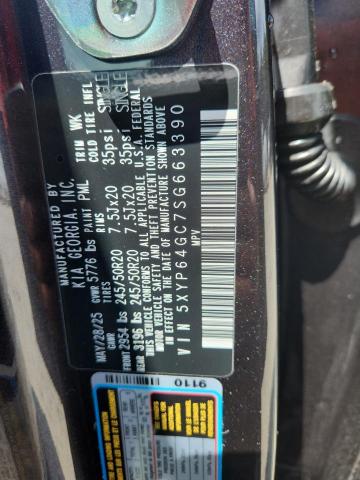 MANUFACTURED BY
KIA GEORGIA, INC.
MAY/28/25 GVWR 5776 lbs PAINT PML TRIM WK
GAWR TIRES RIMS COLD TIRE INFL
FRONT 2954 lbs 245/50R20 7.5Jx20 35psi SINGLE
REAR 3196 lbs 245/50R20 7.5Jx20 35psi SINGLE
THIS VEHICLE CONFORMS TO ALL APPLICABLE U.S.A. FEDERAL
MOTOR VEHICLE SAFETY AND THEFT PREVENTION STANDARDS
IN EFFECT ON THE DATE OF MANUFACTURE SHOWN ABOVE
VIN 5XYP64GC7SG663390
MPV
9110